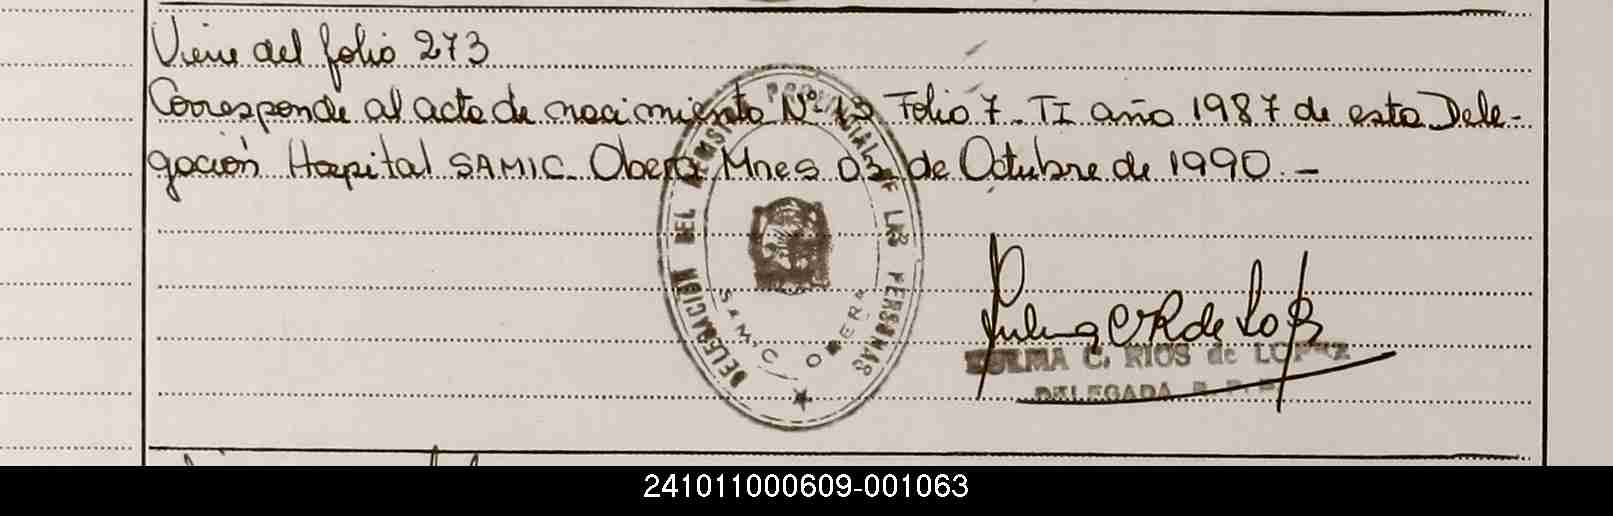 Viene del folio 273
Corresponde al acta de nacimiento Nº 13 Folio 7. TI año 1987 de esta Dele-
gación Hospital SAMIC. Oberá Mnes 03 de Octubre de 1990.-
DELEGACION DEL REGISTRO PROVINCIAL DE LAS PERSONAS
SAMIC OBERA
C. RIOS de LOPEZ
DELEGADA
241011000609-001063